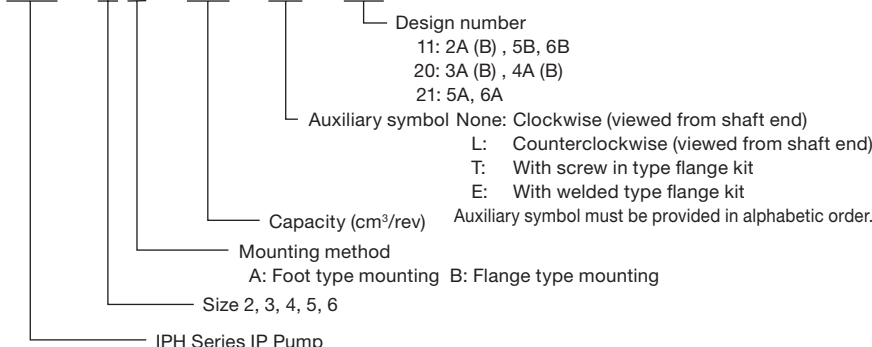 Design number
11: 2A (B) , 5B, 6B
20: 3A (B) , 4A (B)
21: 5A, 6A
Auxiliary symbol None: Clockwise (viewed from shaft end)
L: Counterclockwise (viewed from shaft end)
T: With screw in type flange kit
E: With welded type flange kit
Auxiliary symbol must be provided in alphabetic order.
Capacity (cm³/rev)
Mounting method
A: Foot type mounting B: Flange type mounting
Size 2, 3, 4, 5, 6
IPH Series IP Pump